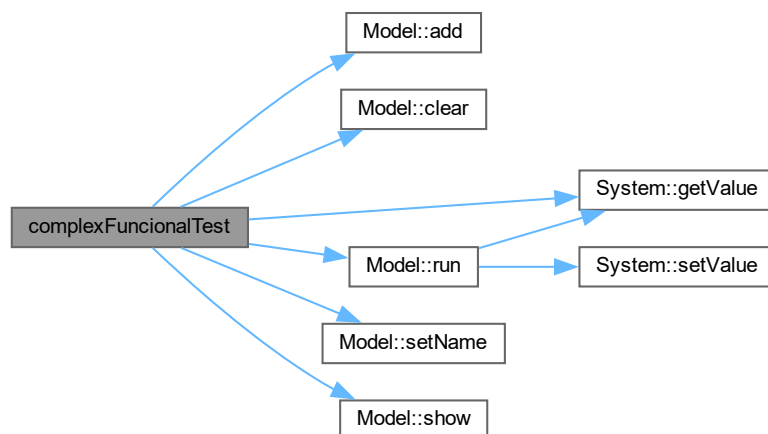 Model::add
Model::clear
System::getValue
complexFuncionalTest
Model::run
System::setValue
Model::setName
Model::show